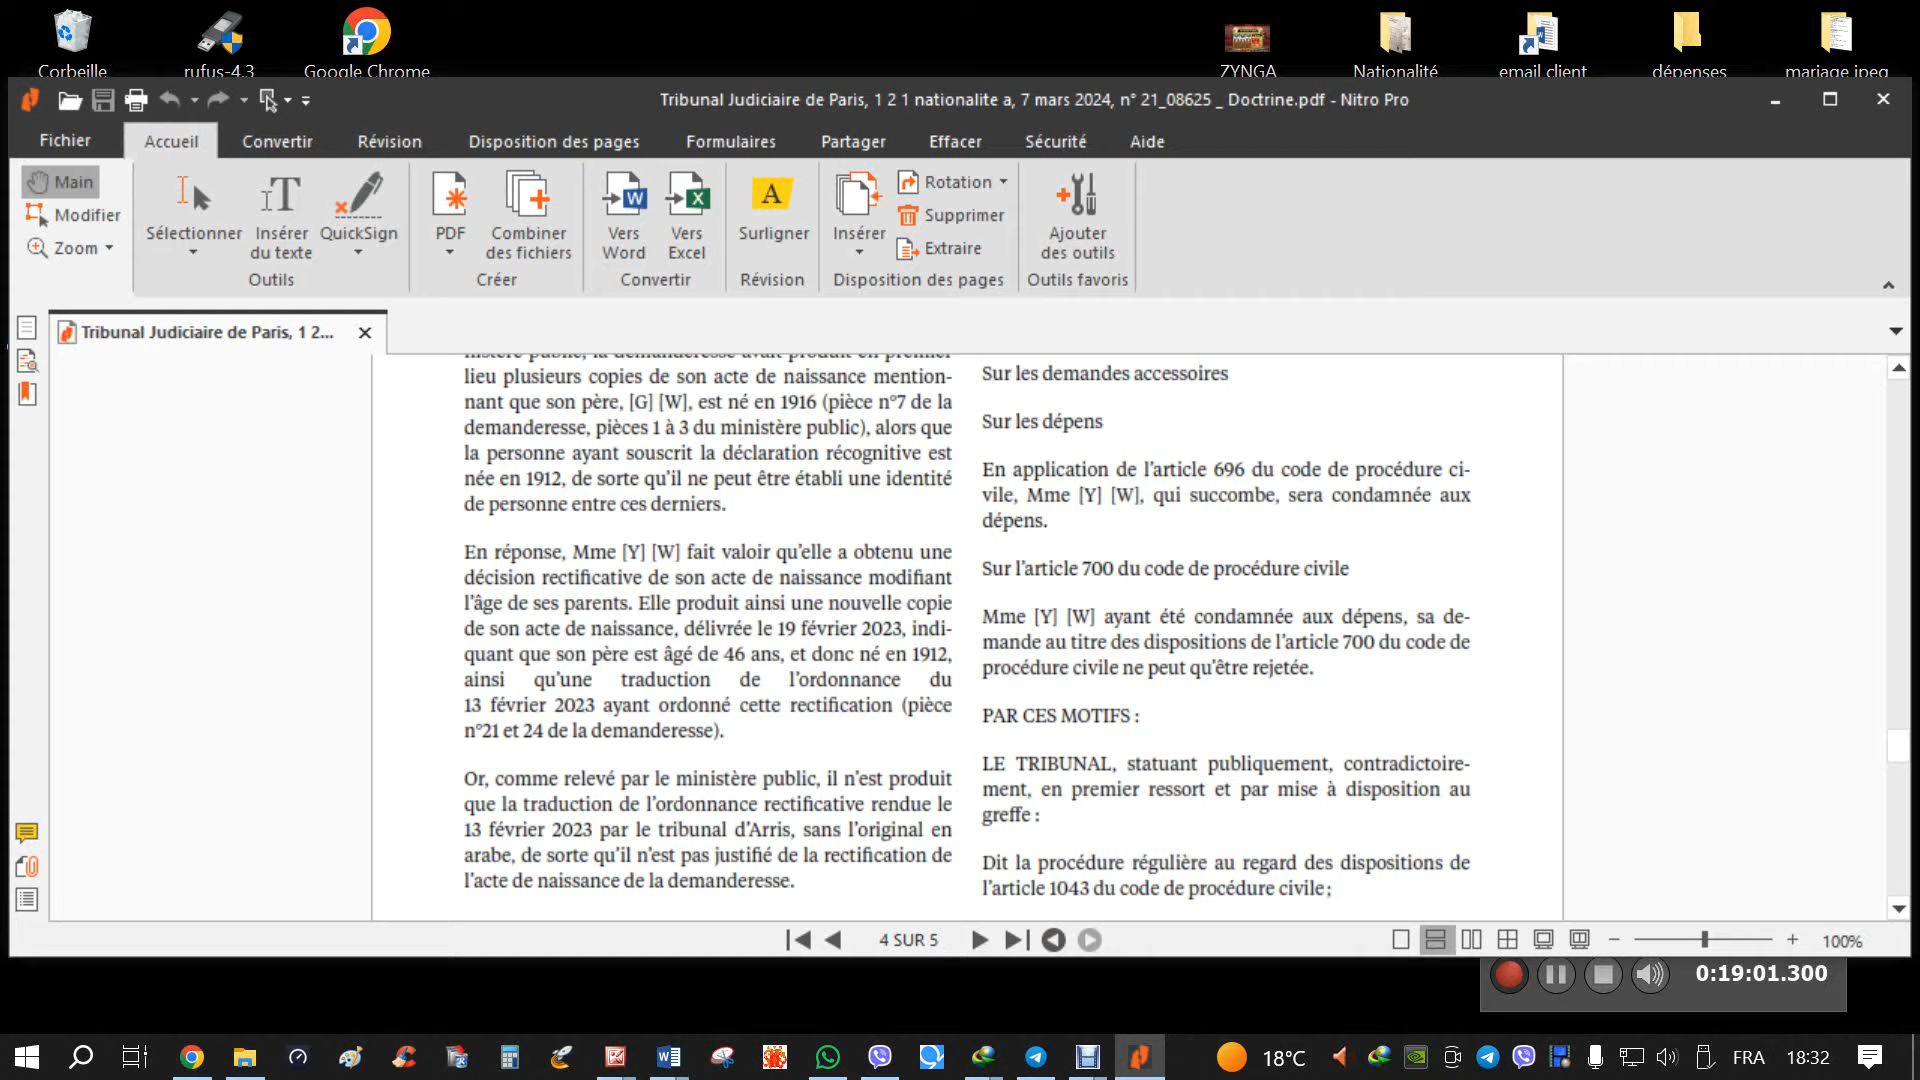 Corbeille
rufus-4.3
Google Chrome
ZYNGA
Nationalité
email client
dépenses
mariage jpeg
Tribunal Judiciaire de Paris, 1 2 1 nationalite a, 7 mars 2024, n° 21_08625 _ Doctrine.pdf - Nitro Pro
Fichier
Accueil
Convertir
Révision
Disposition des pages
Formulaires
Partager
Effacer
Sécurité
Aide
Main
Modifier
Zoom
Sélectionner
Insérer
du texte
QuickSign
Outils
PDF
Combiner
des fichiers
Créer
Vers
Word
Vers
Excel
Convertir
Surligner
Révision
Insérer
Rotation
Supprimer
Extraire
Disposition des pages
Ajouter
des outils
Outils favoris
Tribunal Judiciaire de Paris, 1 2...
nistère public, la demanderesse avait produit en premier
lieu plusieurs copies de son acte de naissance mention-
nant que son père, [G] [W], est né en 1916 (pièce n°7 de la
demanderesse, pièces 1 à 3 du ministère public), alors que
la personne ayant souscrit la déclaration récognitive est
née en 1912, de sorte qu'il ne peut être établi une identité
de personne entre ces derniers.
En réponse, Mme [Y] [W] fait valoir qu'elle a obtenu une
décision rectificative de son acte de naissance modifiant
l'âge de ses parents. Elle produit ainsi une nouvelle copie
de son acte de naissance, délivrée le 19 février 2023, indi-
quant que son père est âgé de 46 ans, et donc né en 1912,
ainsi qu'une traduction de l'ordonnance du
13 février 2023 ayant ordonné cette rectification (pièce
n°21 et 24 de la demanderesse).
Or, comme relevé par le ministère public, il n'est produit
que la traduction de l'ordonnance rectificative rendue le
13 février 2023 par le tribunal d'Arris, sans l'original en
arabe, de sorte qu'il n'est pas justifié de la rectification de
l'acte de naissance de la demanderesse.
Sur les demandes accessoires
Sur les dépens
En application de l'article 696 du code de procédure ci-
vile, Mme [Y] [W], qui succombe, sera condamnée aux
dépens.
Sur l'article 700 du code de procédure civile
Mme [Y] [W] ayant été condamnée aux dépens, sa de-
mande au titre des dispositions de l'article 700 du code de
procédure civile ne peut qu'être rejetée.
PAR CES MOTIFS :
LE TRIBUNAL, statuant publiquement, contradictoire-
ment, en premier ressort et par mise à disposition au
greffe :
Dit la procédure régulière au regard des dispositions de
l'article 1043 du code de procédure civile ;
4 SUR 5
100%
0:19:01.300
18°C
FRA
18:32